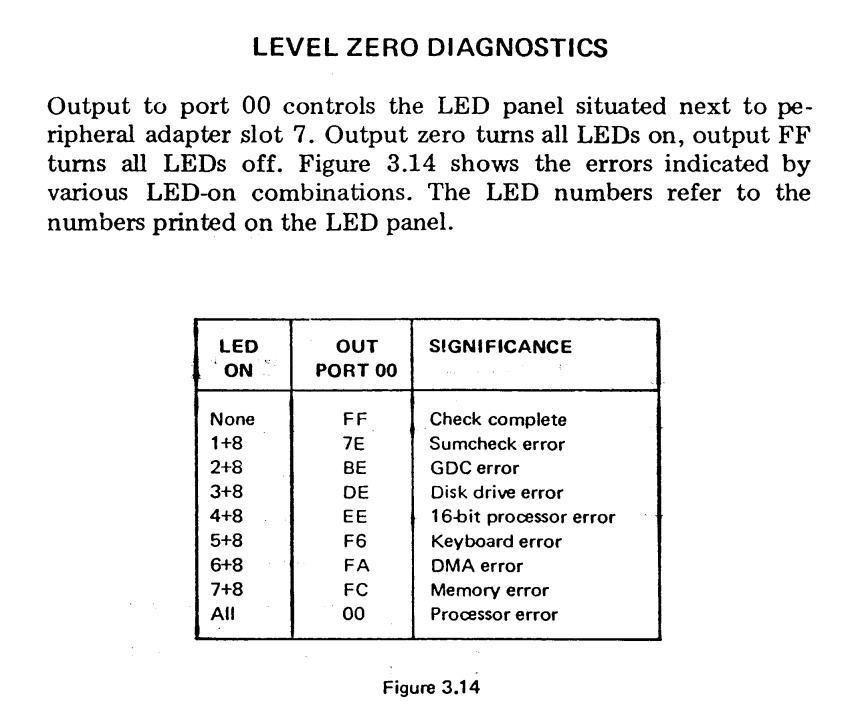 LEVEL ZERO DIAGNOSTICS
Output to port 00 controls the LED panel situated next to pe-
ripheral adapter slot 7. Output zero turns all LEDs on, output FF
turns all LEDs off. Figure 3.14 shows the errors indicated by
various LED-on combinations. The LED numbers refer to the
numbers printed on the LED panel.
LED ON OUT PORT 00 SIGNIFICANCE
None FF Check complete
1+8 7E Sumcheck error
2+8 BE GDC error
3+8 DE Disk drive error
4+8 EE 16-bit processor error
5+8 F6 Keyboard error
6+8 FA DMA error
7+8 FC Memory error
All 00 Processor error
Figure 3.14